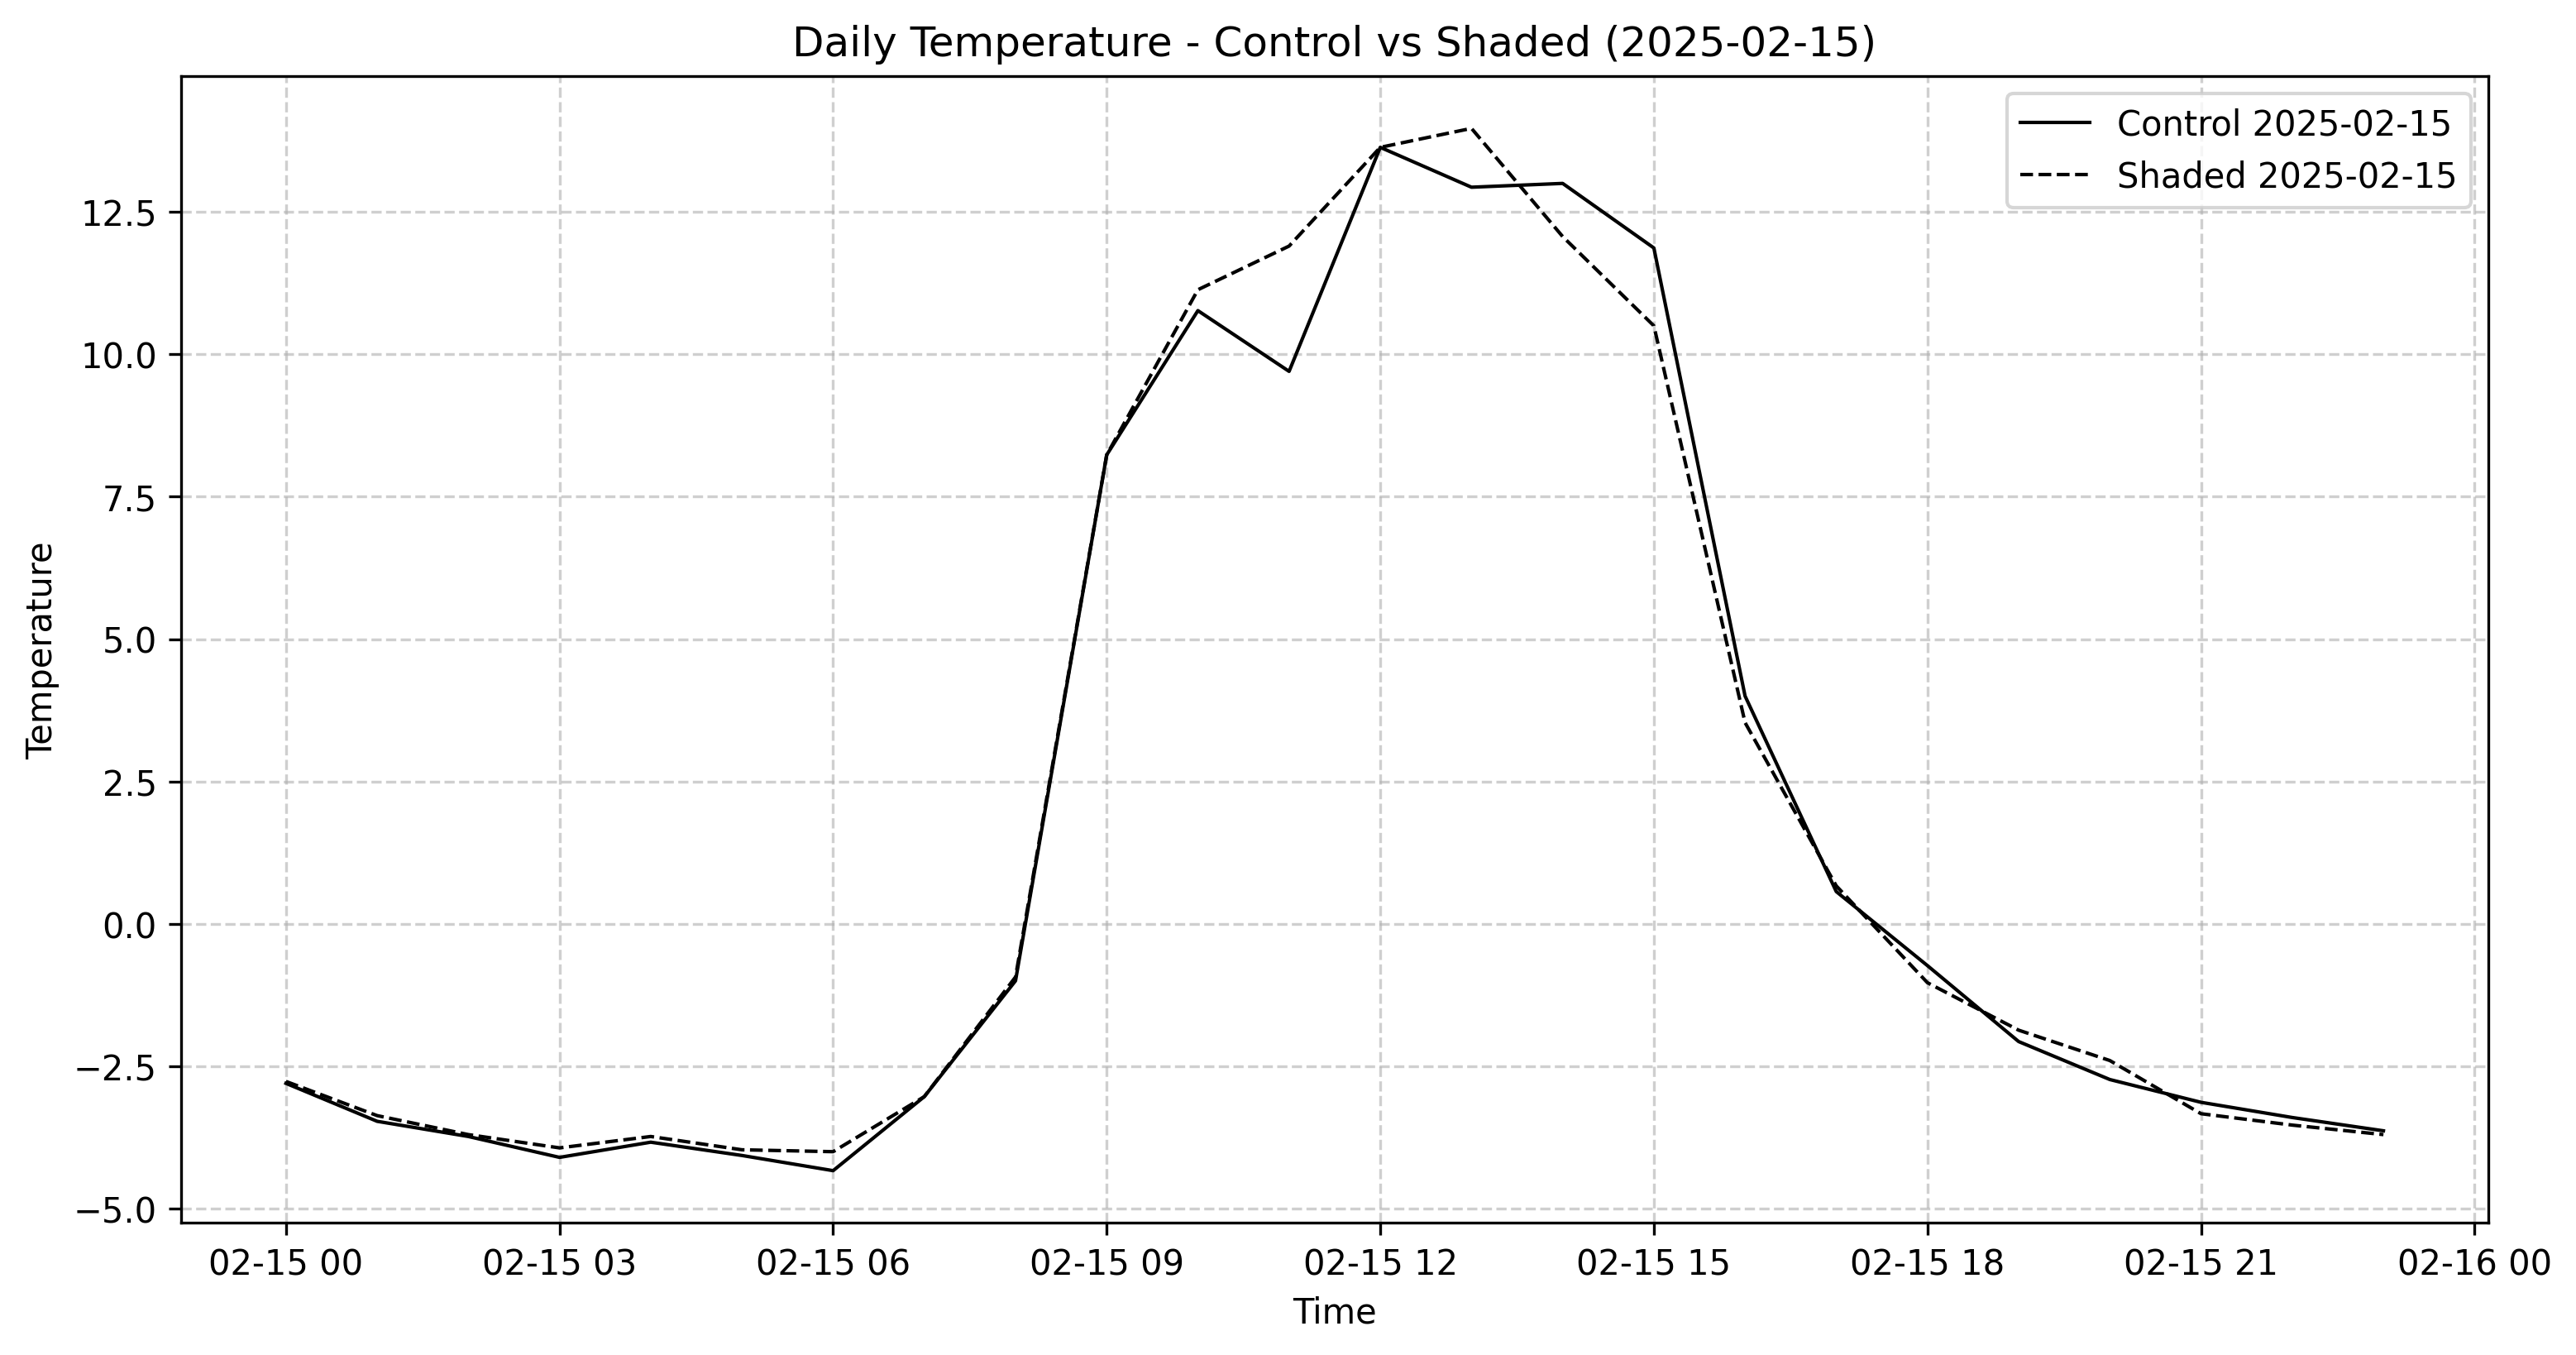 Daily Temperature - Control vs Shaded (2025-02-15)
Control 2025-02-15
Shaded 2025-02-15
Temperature
12.5
10.0
7.5
5.0
2.5
0.0
−2.5
−5.0
02-15 00 02-15 03 02-15 06 02-15 09 02-15 12 02-15 15 02-15 18 02-15 21 02-16 00
Time